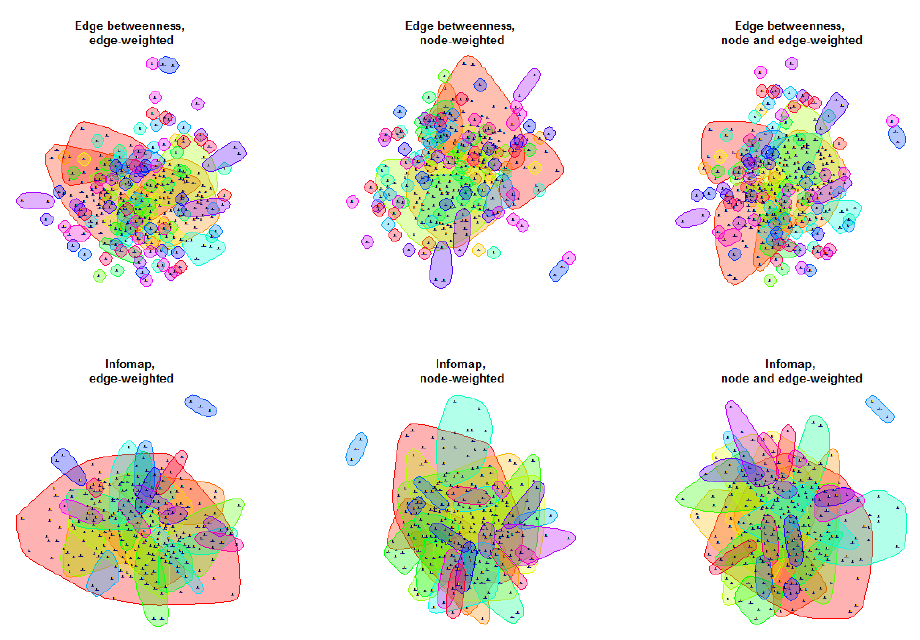 Edge betweenness,
edge-weighted
Edge betweenness,
node-weighted
Edge betweenness,
node and edge-weighted
Infomap,
edge-weighted
Infomap,
node-weighted
Infomap,
node and edge-weighted